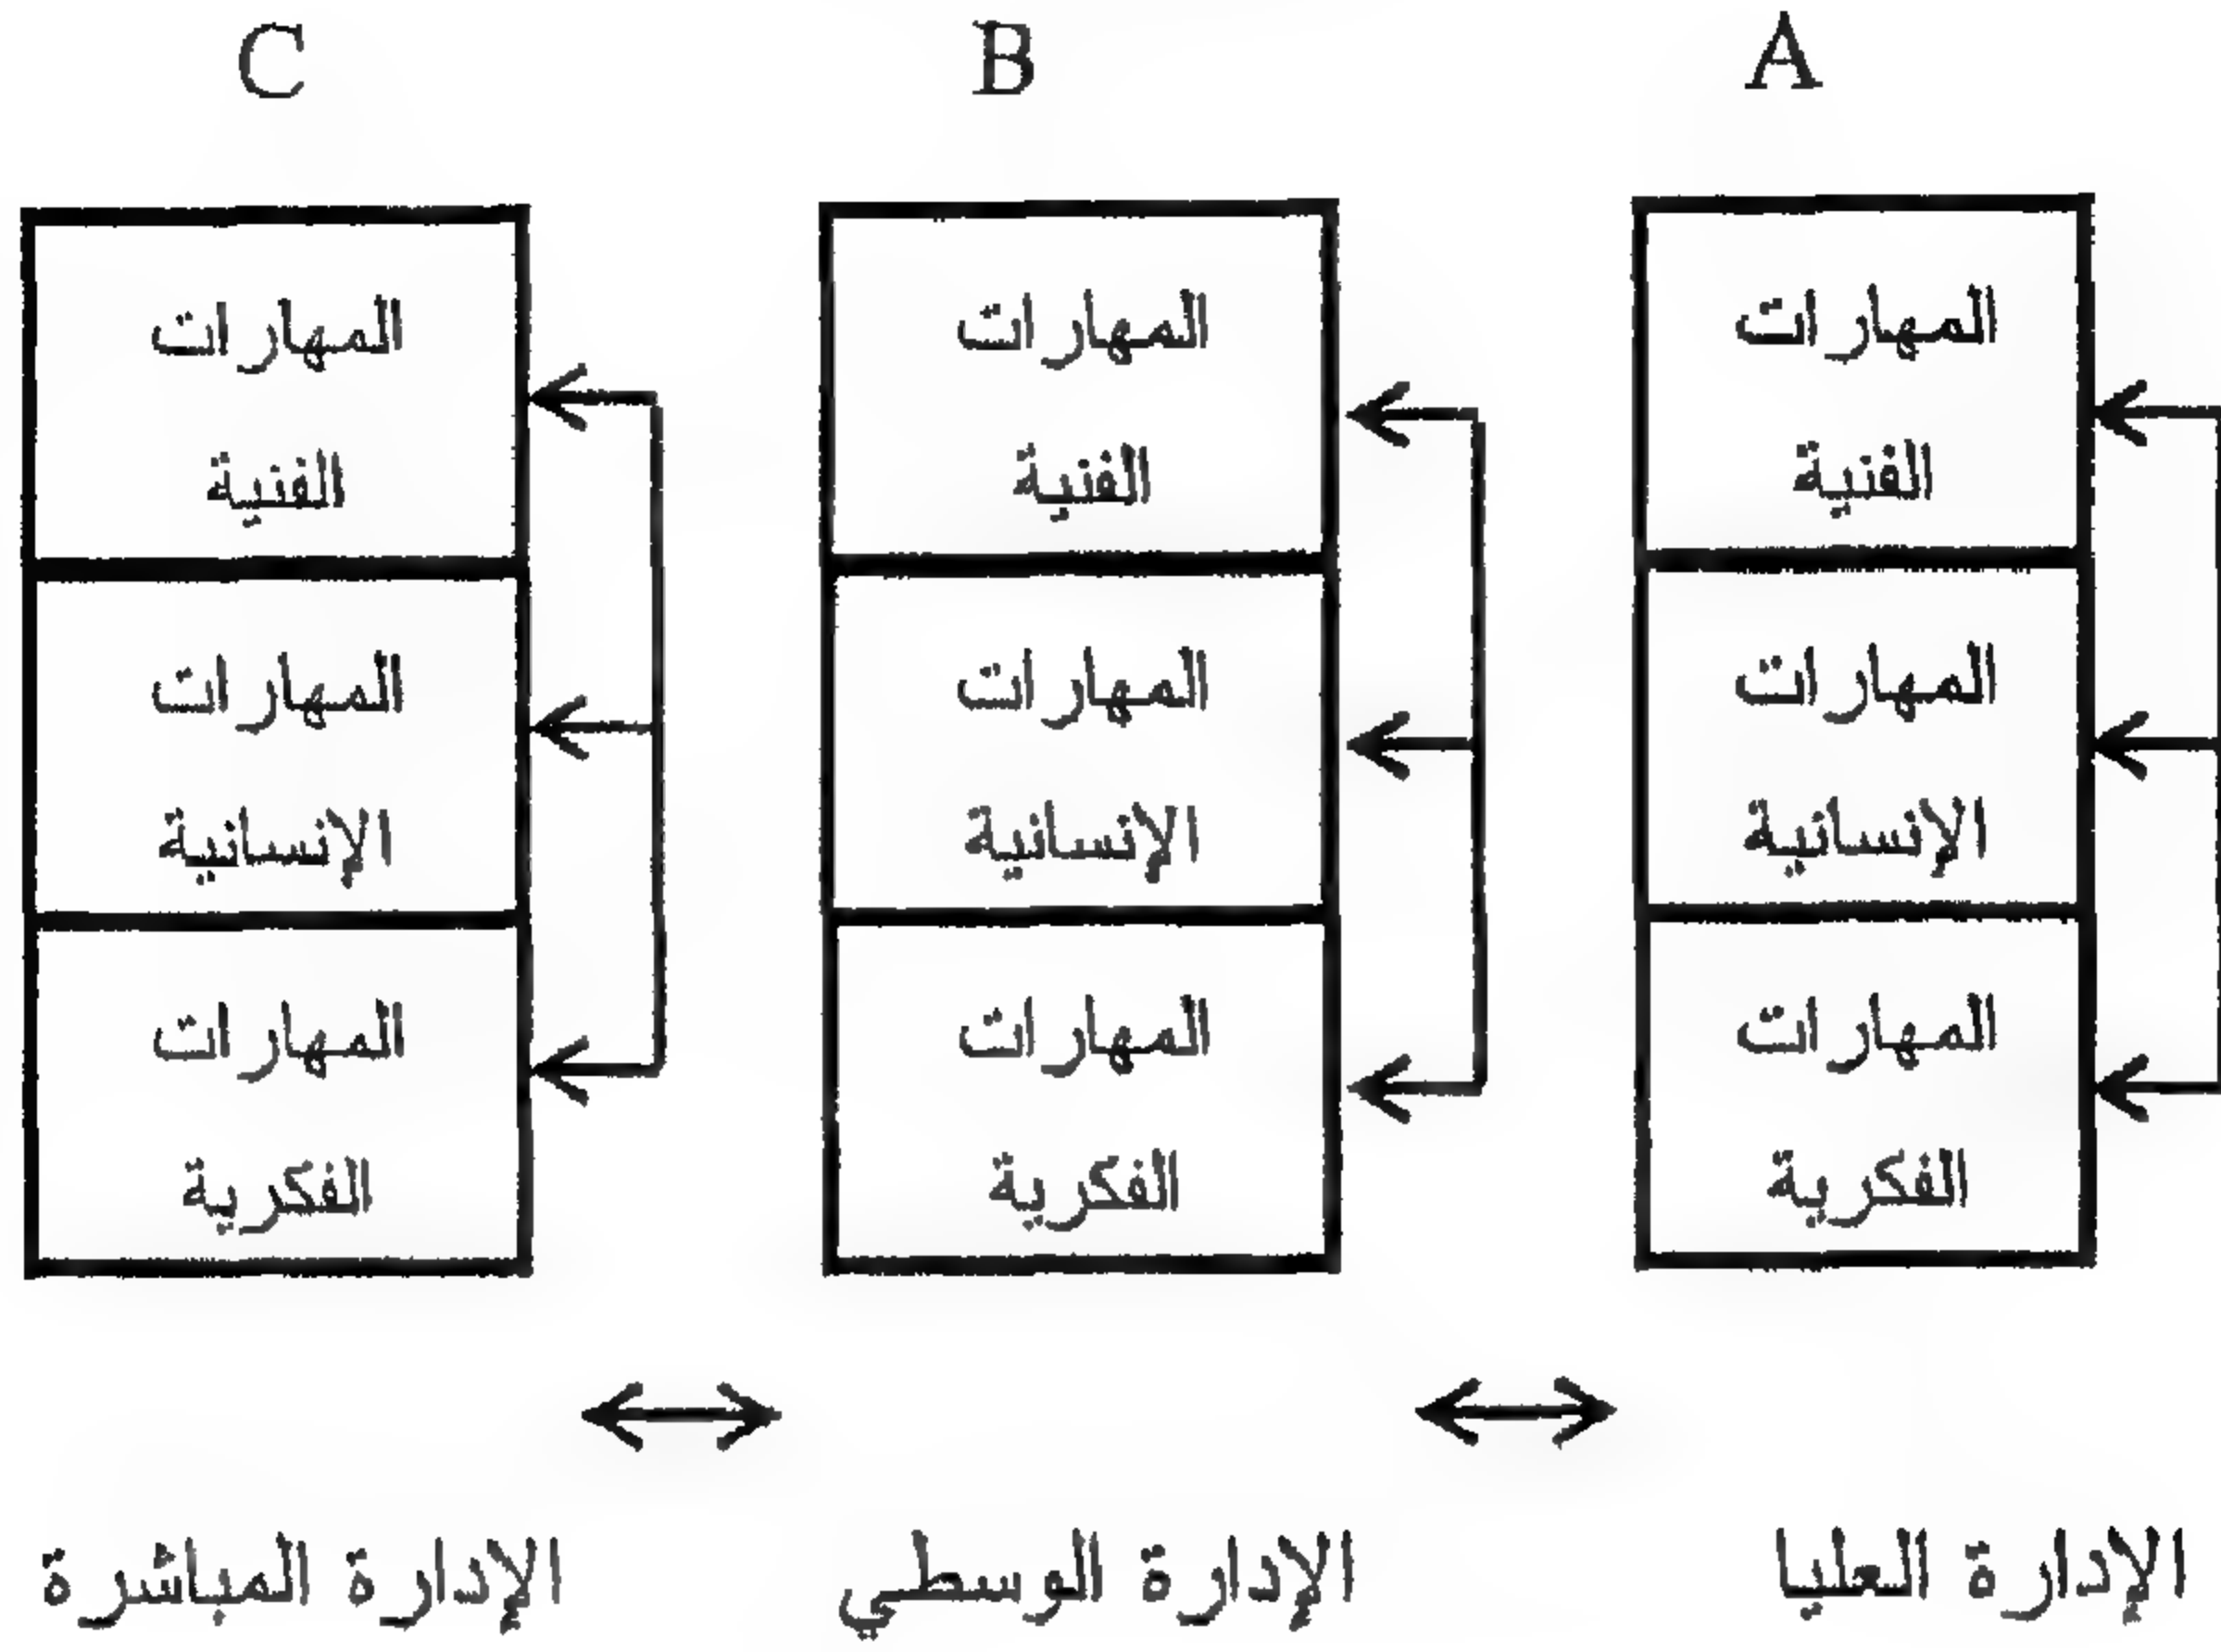 A
B
C
المهارات
الفنية
المهارات
الإنسانية
المهارات
الفكرية
المهارات
الفنية
المهارات
الإنسانية
المهارات
الفكرية
المهارات
الفنية
المهارات
الإنسانية
المهارات
الفكرية
الإدارة العليا
الإدارة الوسطي
الإدارة المباشرة